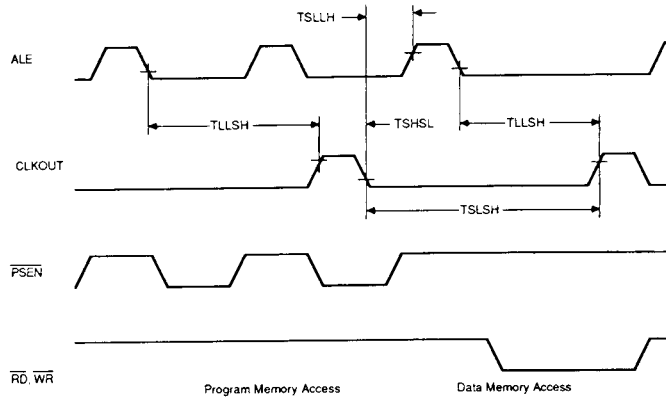 TSLLH
ALE
TLLSH
TSHSL
TLLSH
CLKOUT
TSLSH
PSEN
RD, WR
Program Memory Access
Data Memory Access